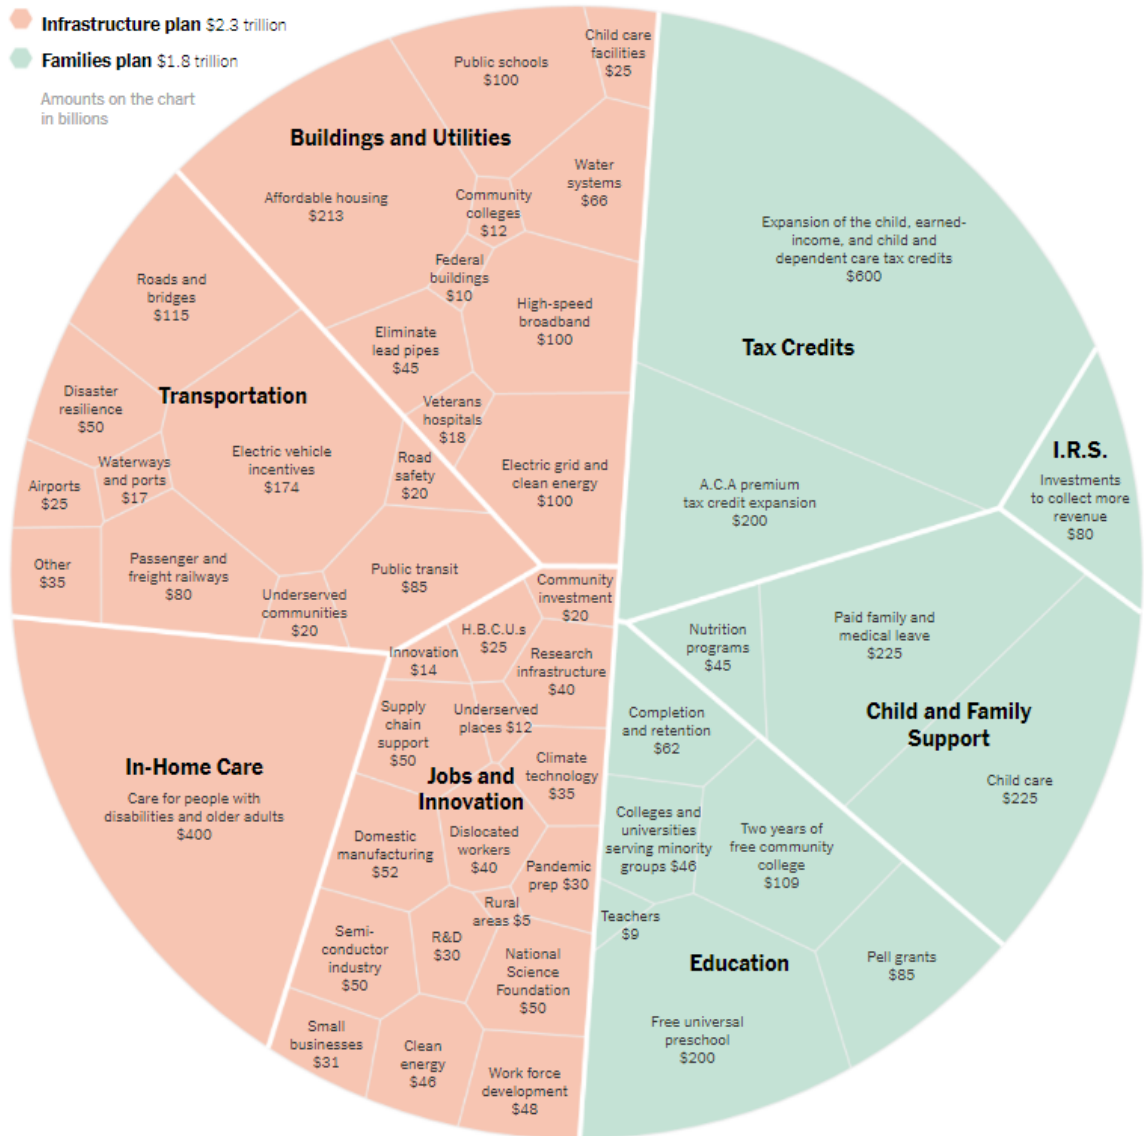 Infrastructure plan $2.3 trillion
Families plan $1.8 trillion
Amounts on the chart
in billions
Buildings and Utilities
Public schools
$100
Child care
facilities
$25
Affordable housing
$213
Community
colleges
$12
Water
systems
$66
Federal
buildings
$10
High-speed
broadband
$100
Eliminate
lead pipes
$45
Veterans
hospitals
$18
Electric grid and
clean energy
$100
Transportation
Roads and
bridges
$115
Disaster
resilience
$50
Waterways
and ports
$17
Electric vehicle
incentives
$174
Road
safety
$20
Airports
$25
Other
$35
Passenger and
freight railways
$80
Underserved
communities
$20
Public transit
$85
In-Home Care
Care for people with
disabilities and older adults
$400
Jobs and
Innovation
Community
investment
$20
H.B.C.U.s
$25
Innovation
$14
Research
infrastructure
$40
Supply
chain
support
$50
Underserved
places $12
Climate
technology
$35
Domestic
manufacturing
$52
Dislocated
workers
$40
Pandemic
prep $30
Rural
areas $5
Semi-
conductor
industry
$50
R&D
$30
National
Science
Foundation
$50
Small
businesses
$31
Clean
energy
$46
Work force
development
$48
Tax Credits
Expansion of the child, earned-
income, and child and
dependent care tax credits
$600
A.C.A premium
tax credit expansion
$200
I.R.S.
Investments
to collect more
revenue
$80
Child and Family
Support
Nutrition
programs
$45
Paid family and
medical leave
$225
Child care
$225
Education
Completion
and retention
$62
Colleges and
universities
serving minority
groups $46
Two years of
free community
college
$109
Teachers
$9
Pell grants
$85
Free universal
preschool
$200